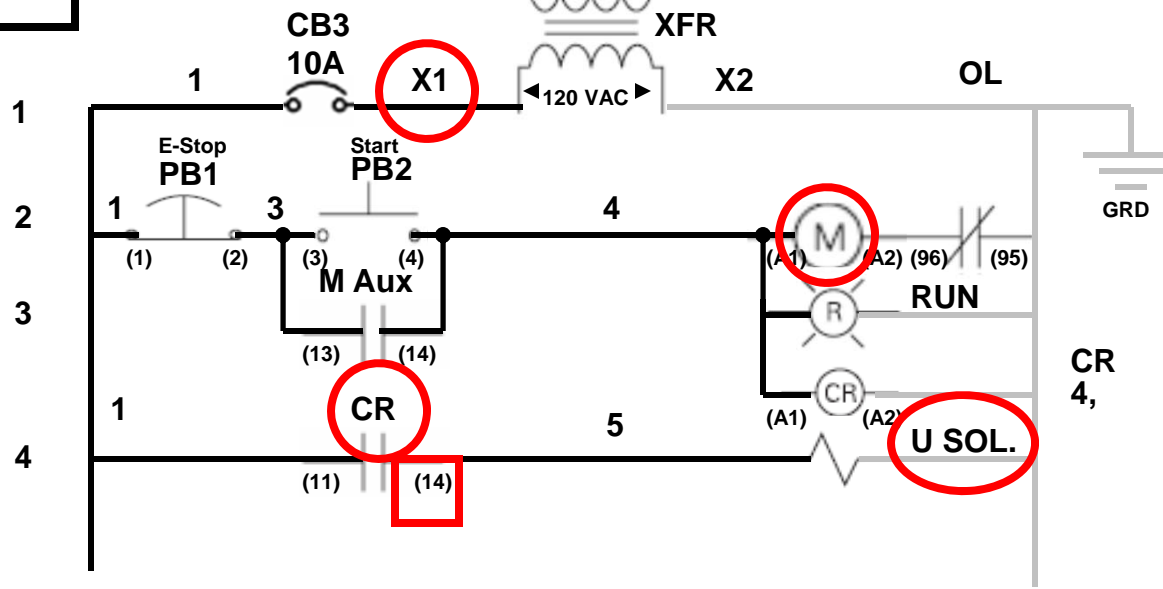 CB3 XFR
10A
1 X1 120 VAC X2 OL
1
E-Stop Start
PB1 PB2
GRD
2 1 3 4 M
(1) (2) (3) (4) (A1) (A2) (96) (95)
M Aux
3 R RUN
(13) (14)
CR
4,
1 CR 5 CR
(A1) (A2)
U SOL.
4
(11) (14)